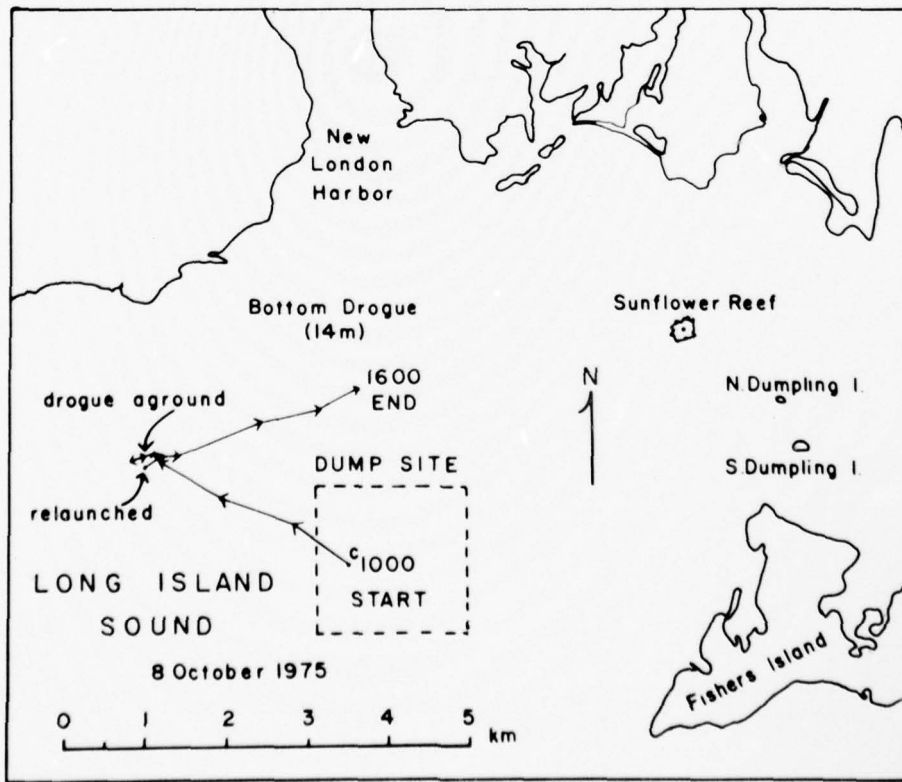 New
London
Harbor
Bottom Drogue
(14m)
Sunflower Reef
1600
END
N
N. Dumpling I.
drogue aground
DUMP SITE
S. Dumpling I.
relaunched
c1000
START
LONG ISLAND
SOUND
8 October 1975
Fishers Island
0 1 2 3 4 5
km